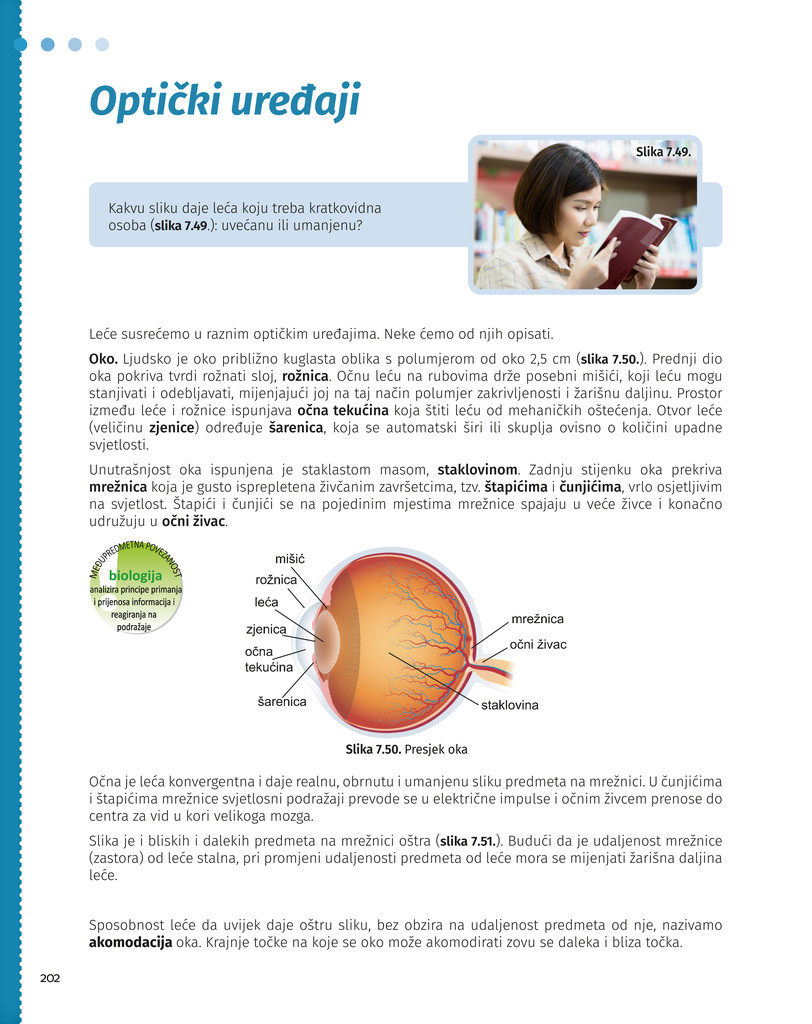 Optički uređaji
Slika 7.49.
Kakvu sliku daje leća koju treba kratkovidna
osoba (slika 7.49.): uvećanu ili umanjenu?
Leće susrećemo u raznim optičkim uređajima. Neke ćemo od njih opisati.
Oko. Ljudsko je oko približno kuglasta oblika s polumjerom od oko 2,5 cm (slika 7.50.). Prednji dio
oka pokriva tvrdi rožnati sloj, rožnica. Očnu leću na rubovima drže posebni mišići, koji leću mogu
stanjivati i odebljavati, mijenjajući joj na taj način polumjer zakrivljenosti i žarišnu daljinu. Prostor
između leće i rožnice ispunjava očna tekućina koja štiti leću od mehaničkih oštećenja. Otvor leće
(veličinu zjenice) određuje šarenica, koja se automatski širi ili skuplja ovisno o količini upadne
svjetlosti.
Unutrašnjost oka ispunjena je staklastom masom, staklovinom. Zadnju stijenku oka prekriva
mrežnica koja je gusto isprepletena živčanim završetcima, tzv. štapićima i čunjićima, vrlo osjetljivim
na svjetlost. Štapići i čunjići se na pojedinim mjestima mrežnice spajaju u veće živce i konačno
udružuju u očni živac.
MEĐUPREDMETNA POVEZANOST
biologija
analizira principe primanja
i prijenosa informacija i
reagiranja na
podražaje
mišić
rožnica
leća
zjenica
očna
tekućina
šarenica
mrežnica
očni živac
staklovina
Slika 7.50. Presjek oka
Očna je leća konvergentna i daje realnu, obrnutu i umanjenu sliku predmeta na mrežnici. U čunjićima
i štapićima mrežnice svjetlosni podražaji prevode se u električne impulse i očnim živcem prenose do
centra za vid u kori velikoga mozga.
Slika je i bliskih i dalekih predmeta na mrežnici oštra (slika 7.51.). Budući da je udaljenost mrežnice
(zastora) od leće stalna, pri promjeni udaljenosti predmeta od leće mora se mijenjati žarišna daljina
leće.
Sposobnost leće da uvijek daje oštru sliku, bez obzira na udaljenost predmeta od nje, nazivamo
akomodacija oka. Krajnje točke na koje se oko može akomodirati zovu se daleka i bliza točka.
202